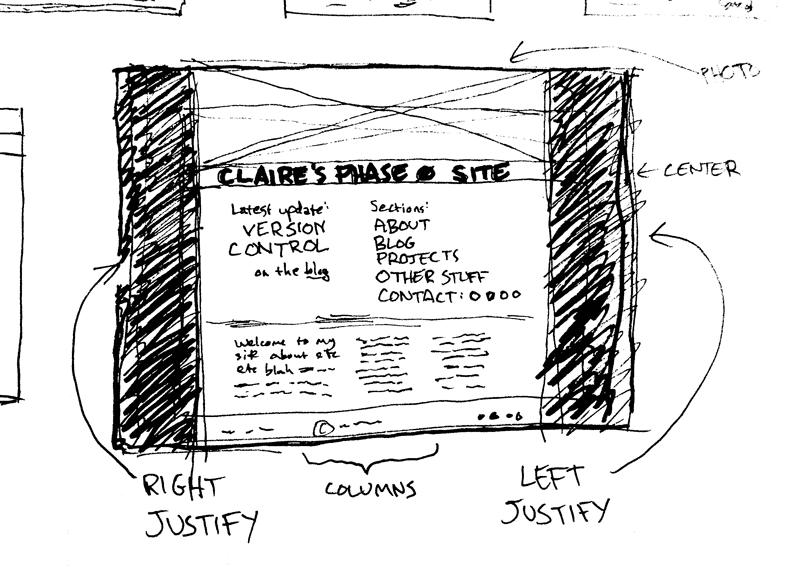 PHOTO
CLAIRE'S PHASE Ø SITE
← CENTER
Latest update:
VERSION
CONTROL
on the blog
Sections:
ABOUT
BLOG
PROJECTS
OTHER STUFF
CONTACT: O O O O
Welcome to my
site about etc
etc blah
©
RIGHT
JUSTIFY
COLUMNS
LEFT
JUSTIFY